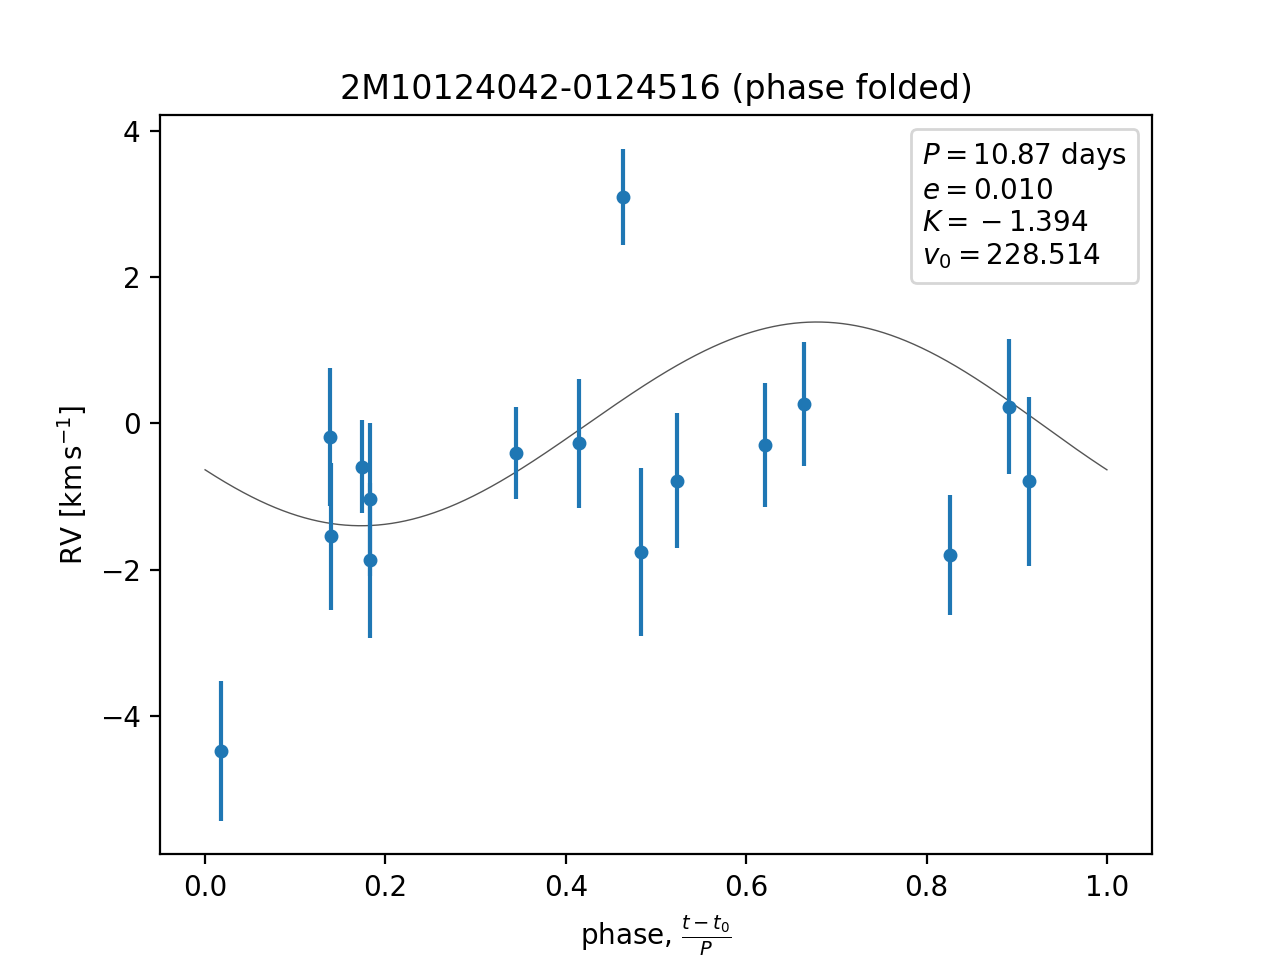 2M10124042-0124516 (phase folded)
P = 10.87 days
e = 0.010
K = −1.394
v₀ = 228.514
4
2
0
−2
−4
RV [km s⁻¹]
0.0 0.2 0.4 0.6 0.8 1.0
phase, (t − t₀)/P